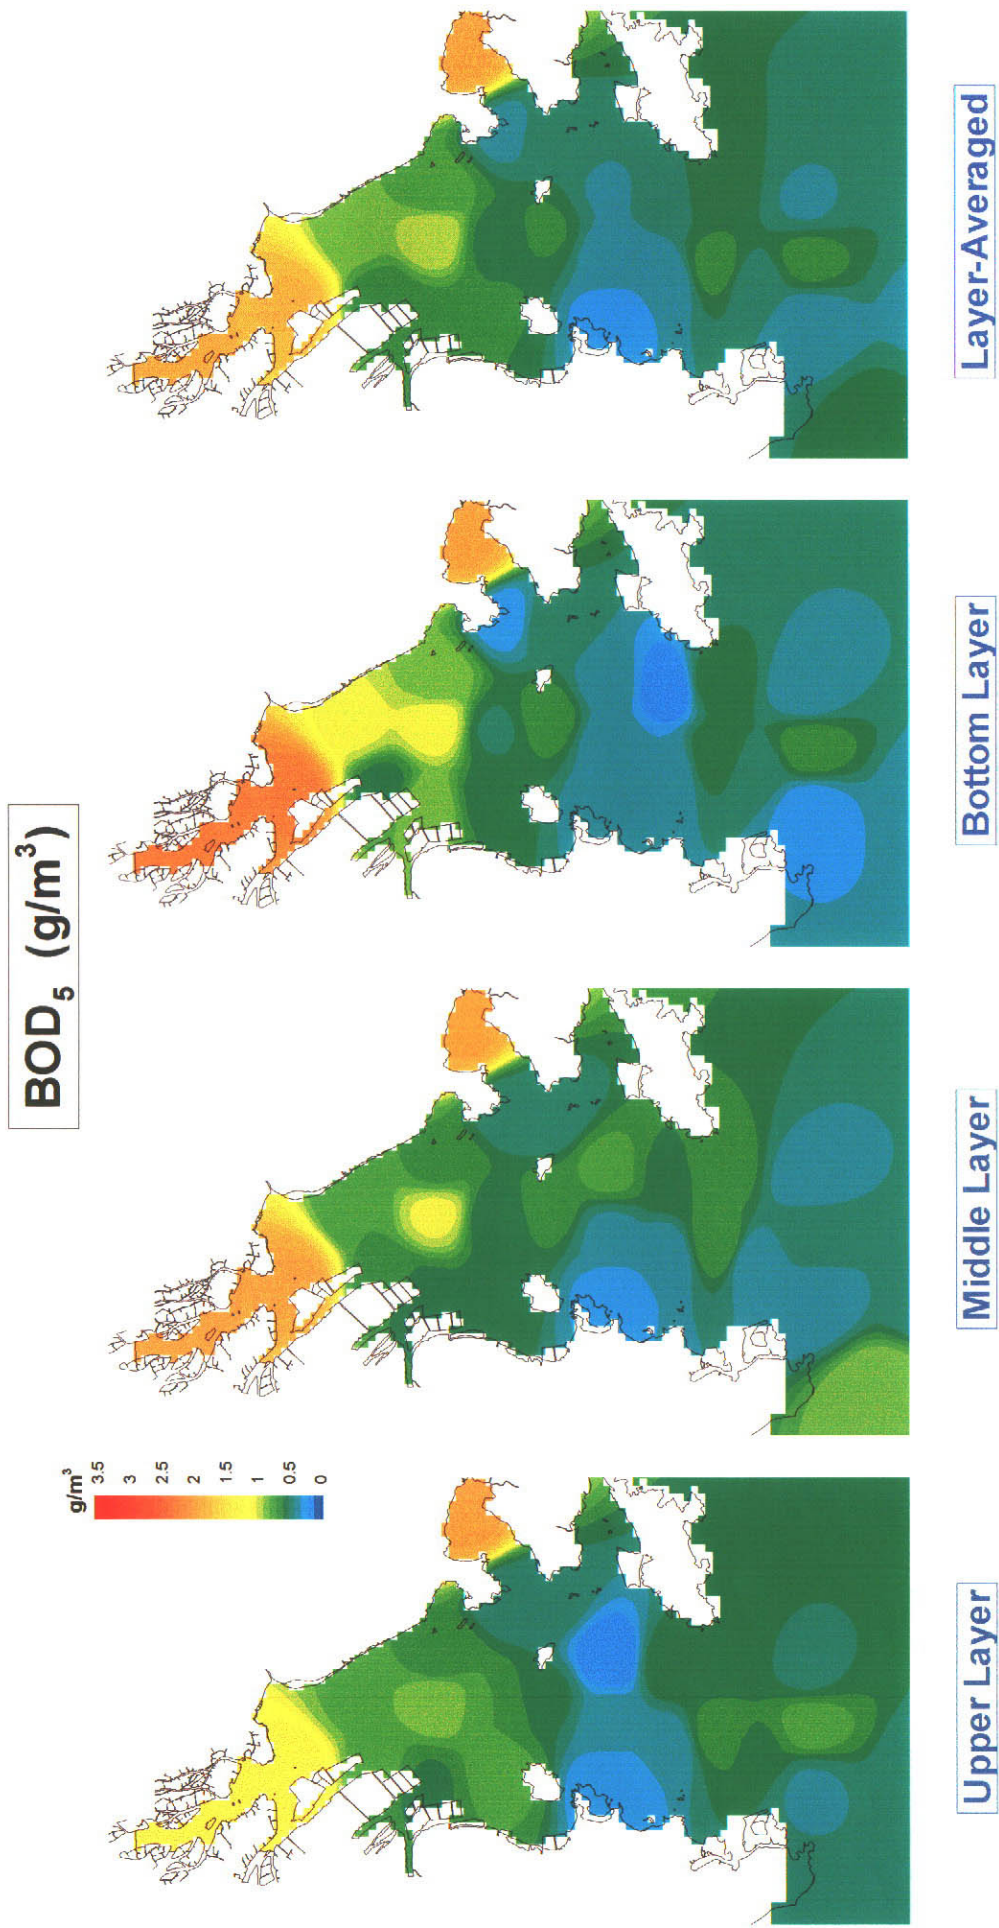 BOD5 (g/m3)
g/m3
3.5
3
2.5
2
1.5
1
0.5
0
Upper Layer
Middle Layer
Bottom Layer
Layer-Averaged